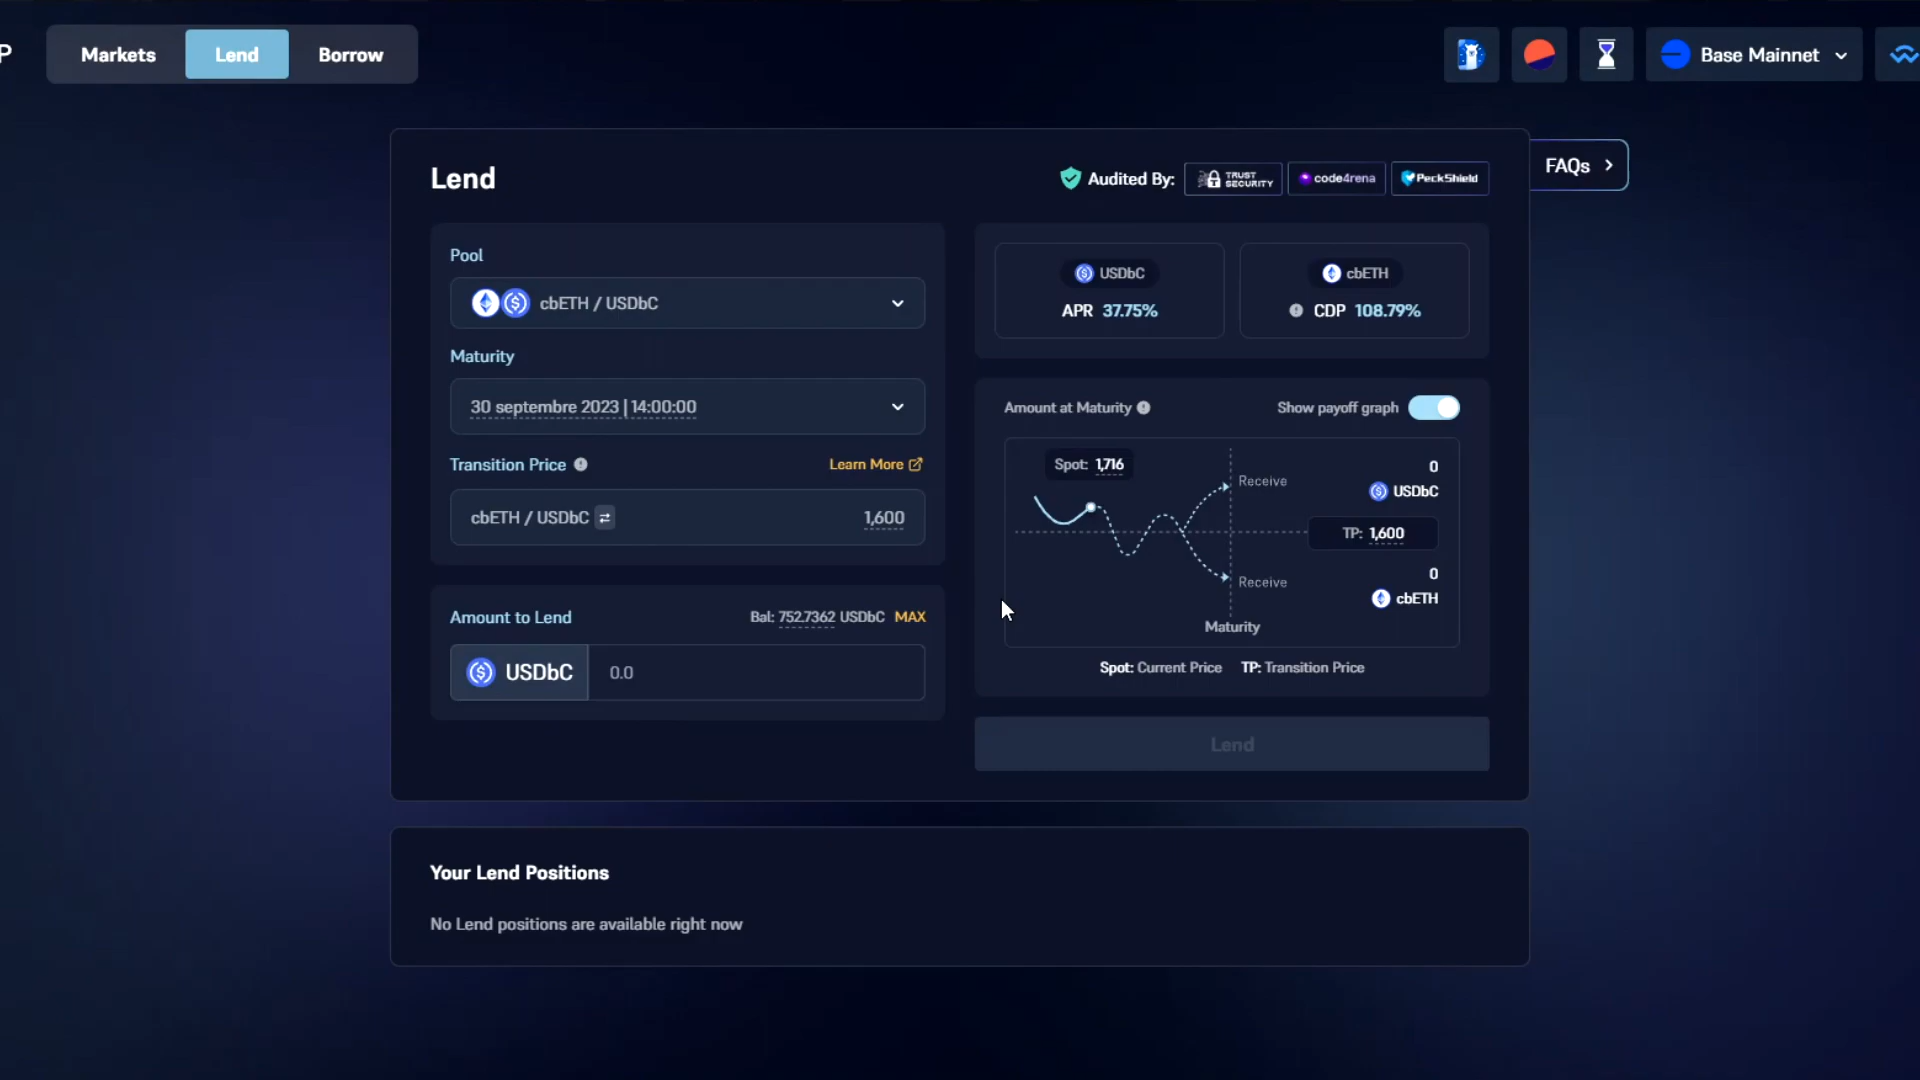 P
Markets Lend Borrow
Base Mainnet
Lend
Audited By: TRUST SECURITY code4rena PeckShield
FAQs
Pool
cbETH / USDbC
Maturity
30 septembre 2023 | 14:00:00
Transition Price
Learn More
cbETH / USDbC
1,600
Amount to Lend
Bal: 752.7362 USDbC MAX
USDbC
0.0
USDbC
APR 37.75%
cbETH
CDP 108.79%
Amount at Maturity
Show payoff graph
Spot: 1,716
Receive
0
USDbC
TP: 1,600
Receive
0
cbETH
Maturity
Spot: Current Price TP: Transition Price
Lend
Your Lend Positions
No Lend positions are available right now